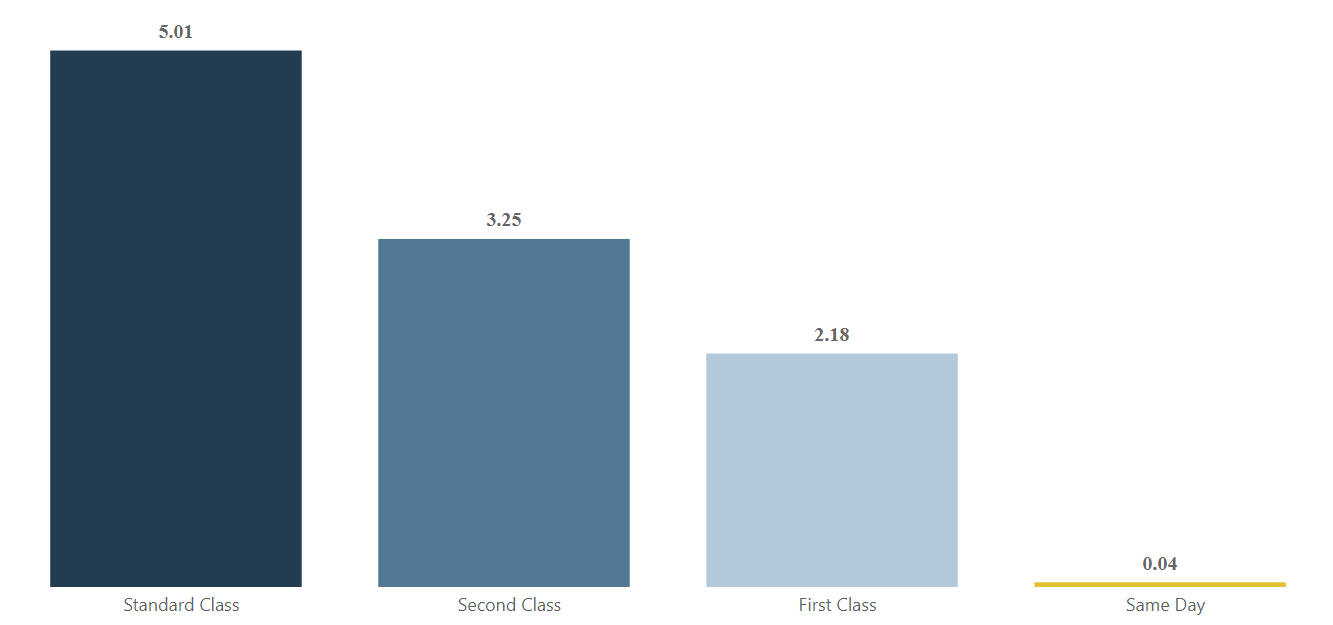 5.01
3.25
2.18
0.04
Standard Class
Second Class
First Class
Same Day